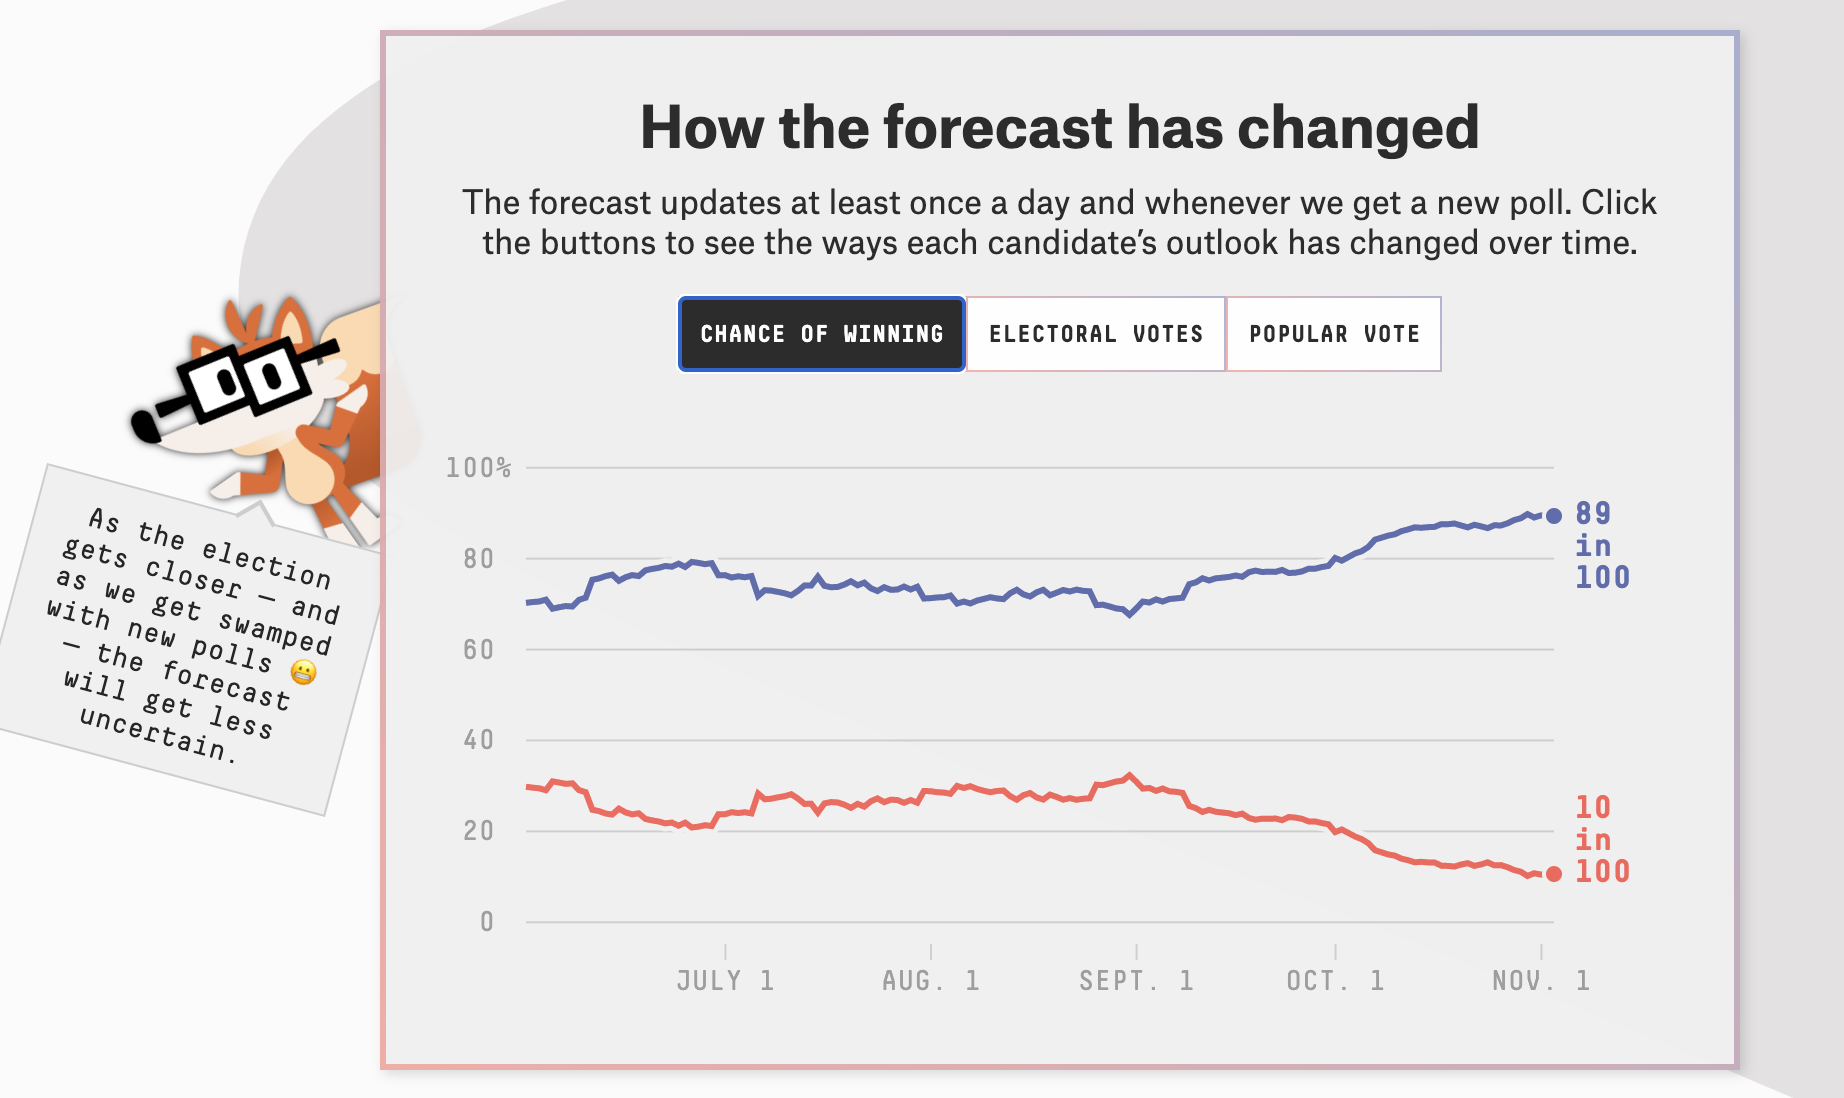 How the forecast has changed
The forecast updates at least once a day and whenever we get a new poll. Click
the buttons to see the ways each candidate’s outlook has changed over time.
CHANCE OF WINNING
ELECTORAL VOTES
POPULAR VOTE
As the election
gets closer — and
as we get swamped
with new polls 😬
— the forecast
will get less
uncertain.
100%
80
60
40
20
0
89
in
100
10
in
100
JULY 1
AUG. 1
SEPT. 1
OCT. 1
NOV. 1